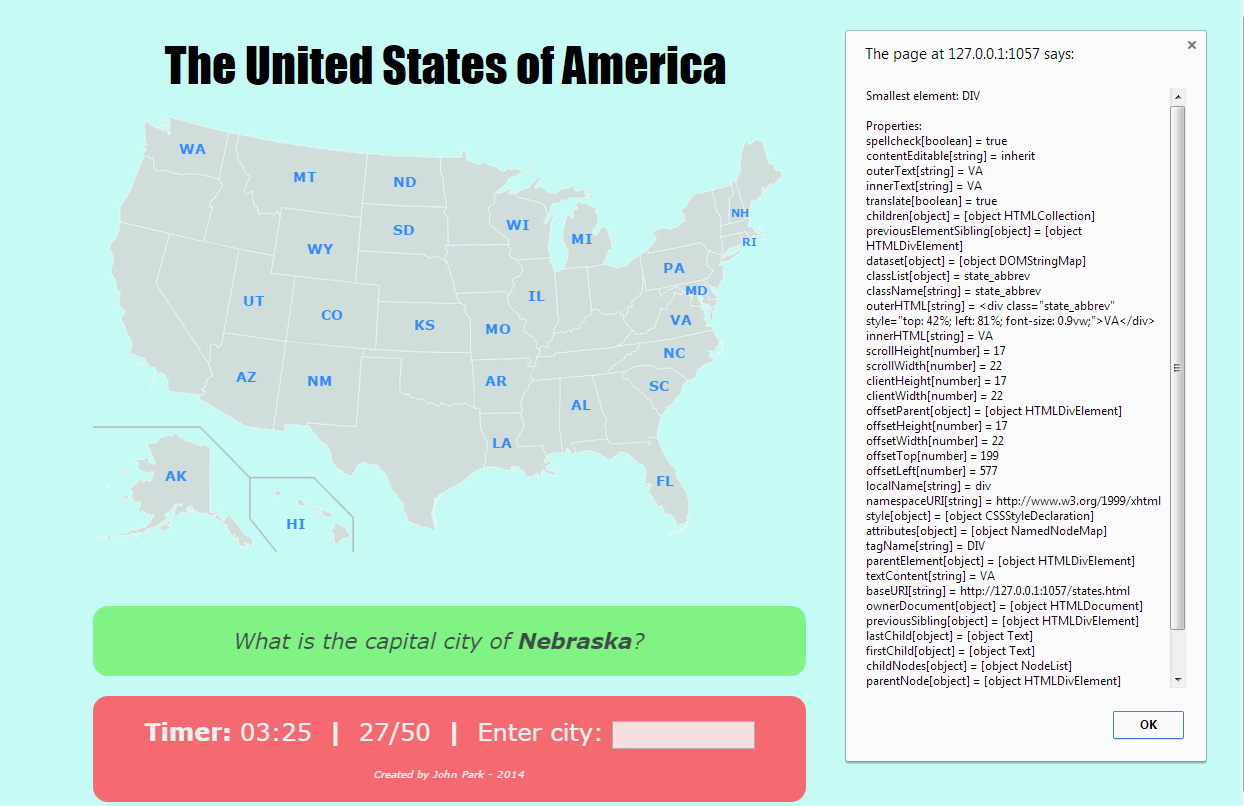 The United States of America
WA
MT
ND
NH
WI
SD
MI
RI
WY
PA
MD
IL
UT
CO
VA
KS
MO
NC
AZ
NM
AR
SC
AL
LA
AK
FL
HI
What is the capital city of Nebraska?
Timer: 03:25 | 27/50 | Enter city:
Created by John Park - 2014
The page at 127.0.0.1:1057 says:
Smallest element: DIV
Properties:
spellcheck[boolean] = true
contentEditable[string] = inherit
outerText[string] = VA
innerText[string] = VA
translate[boolean] = true
children[object] = [object HTMLCollection]
previousElementSibling[object] = [object
HTMLDivElement]
dataset[object] = [object DOMStringMap]
classList[object] = state_abbrev
className[string] = state_abbrev
outerHTML[string] = <div class="state_abbrev"
style="top: 42%; left: 81%; font-size: 0.9vw;">VA</div>
innerHTML[string] = VA
scrollHeight[number] = 17
scrollWidth[number] = 22
clientHeight[number] = 17
clientWidth[number] = 22
offsetParent[object] = [object HTMLDivElement]
offsetHeight[number] = 17
offsetWidth[number] = 22
offsetTop[number] = 199
offsetLeft[number] = 577
localName[string] = div
namespaceURI[string] = http://www.w3.org/1999/xhtml
style[object] = [object CSSStyleDeclaration]
attributes[object] = [object NamedNodeMap]
tagName[string] = DIV
parentElement[object] = [object HTMLDivElement]
textContent[string] = VA
baseURI[string] = http://127.0.0.1:1057/states.html
ownerDocument[object] = [object HTMLDocument]
previousSibling[object] = [object HTMLDivElement]
lastChild[object] = [object Text]
firstChild[object] = [object Text]
childNodes[object] = [object NodeList]
parentNode[object] = [object HTMLDivElement]
OK